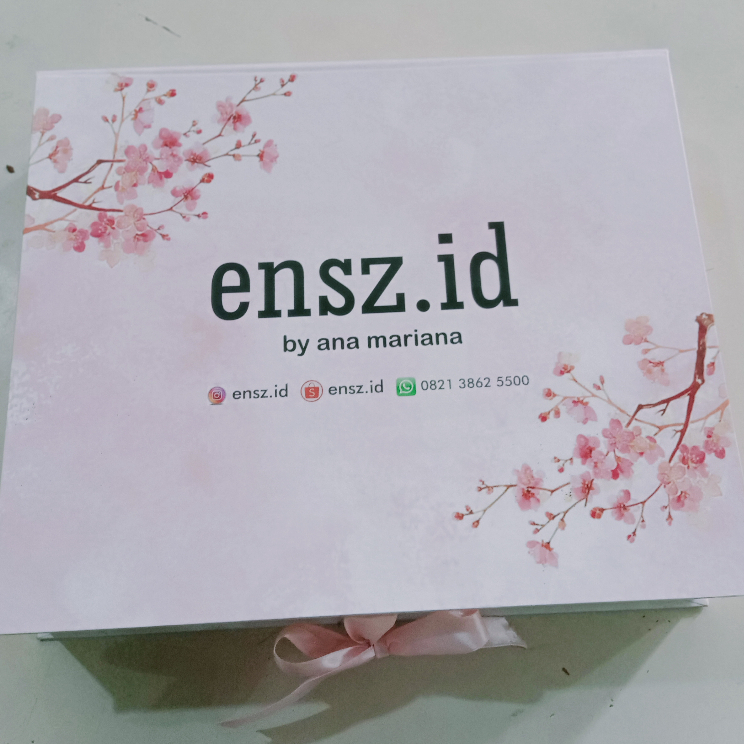 ensz.id
by ana mariana
ensz.id ensz.id 0821 3862 5500